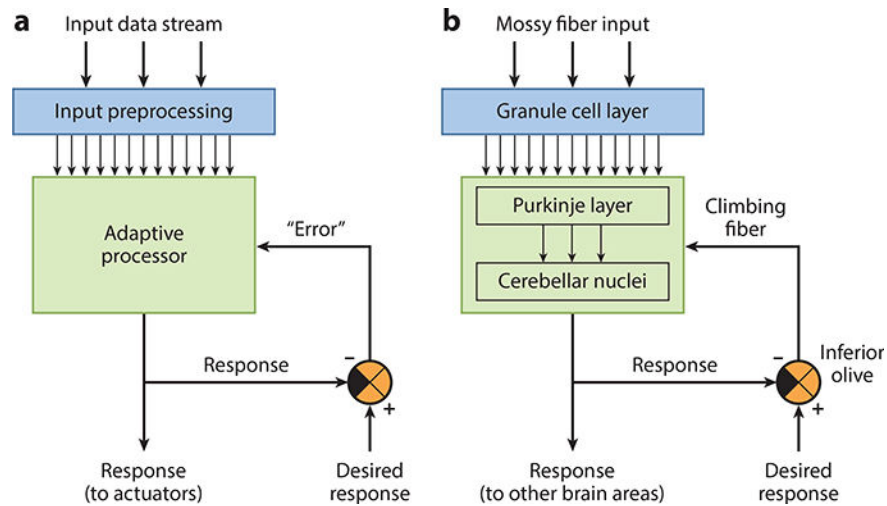 a
Input data stream
Input preprocessing
Adaptive
processor
"Error"
−
Response
+
Response
(to actuators)
Desired
response
b
Mossy fiber input
Granule cell layer
Purkinje layer
Cerebellar nuclei
Climbing
fiber
−
Inferior
olive
Response
+
Response
(to other brain areas)
Desired
response